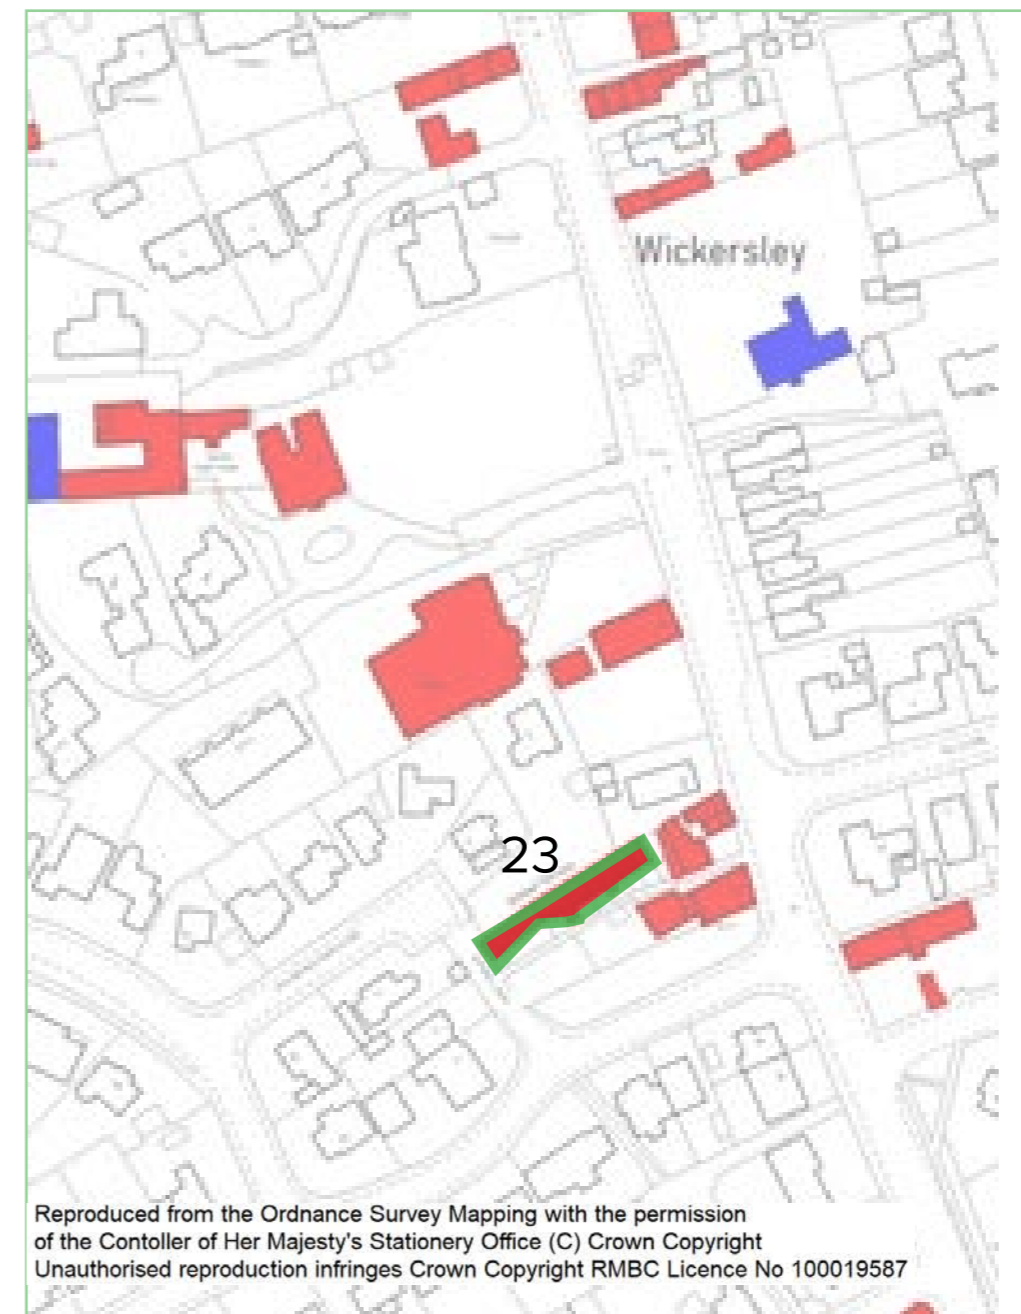 Wickersley
23
Reproduced from the Ordnance Survey Mapping with the permission
of the Contoller of Her Majesty's Stationery Office (C) Crown Copyright
Unauthorised reproduction infringes Crown Copyright RMBC Licence No 100019587